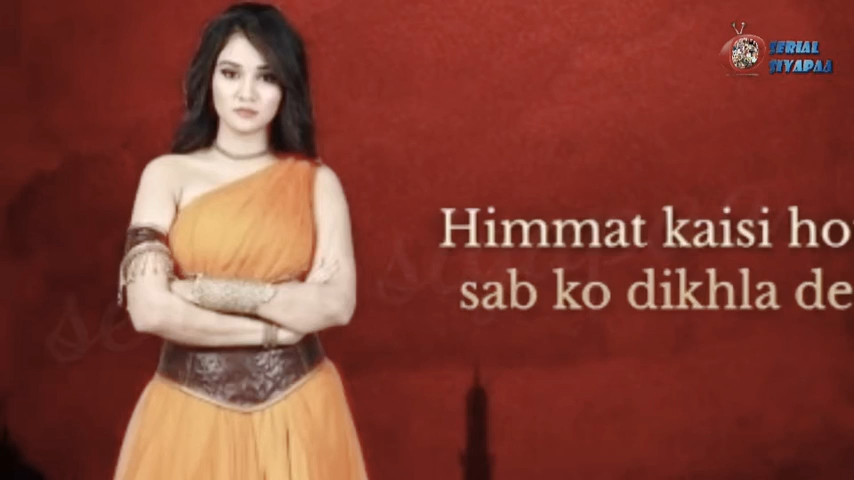 SERIAL
SIYAPAA
Himmat kaisi ho
sab ko dikhla de